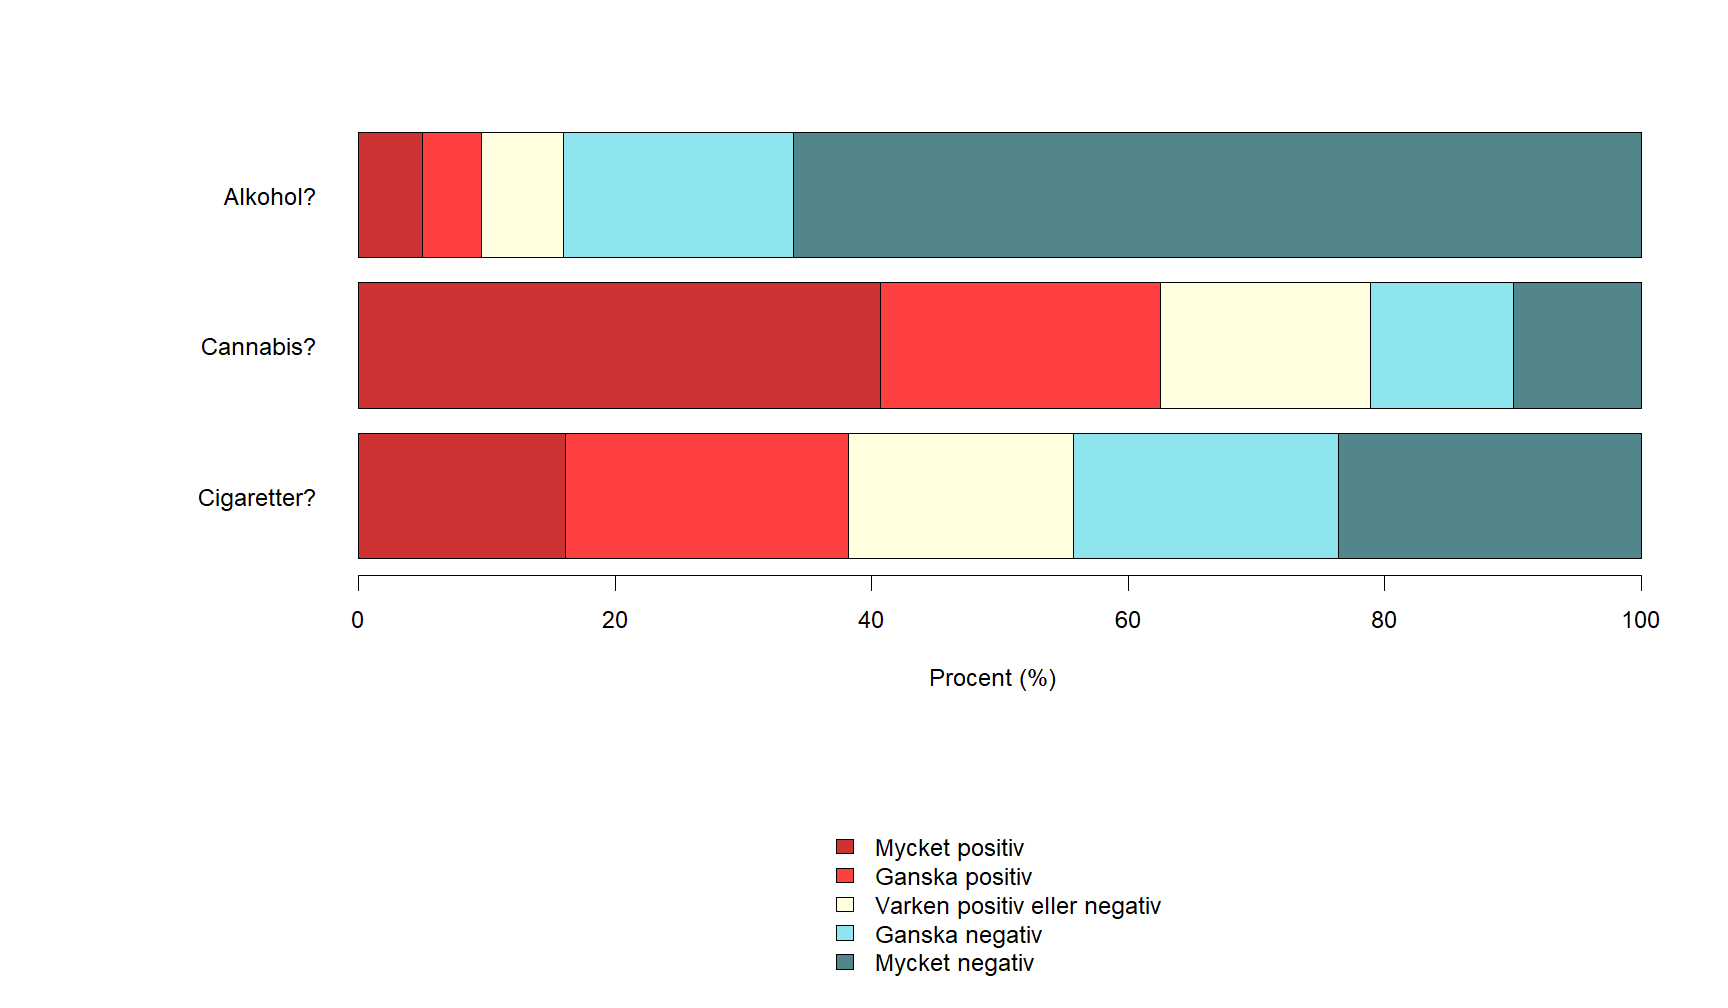 Alkohol?
Cannabis?
Cigaretter?
0 20 40 60 80 100
Procent (%)
Mycket positiv
Ganska positiv
Varken positiv eller negativ
Ganska negativ
Mycket negativ